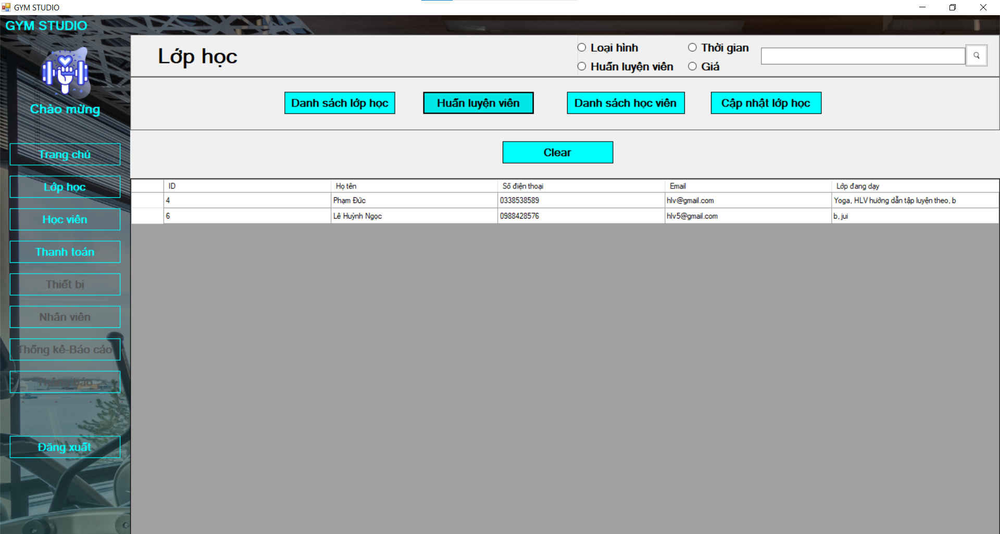 GYM STUDIO
GYM STUDIO
Chào mừng
Trang chủ
Lớp học
Học viên
Thanh toán
Thiết bị
Nhân viên
Thống kê-Báo cáo
Thông báo
Đăng xuất
Lớp học
Loại hình
Thời gian
Huấn luyện viên
Giá
Danh sách lớp học
Huấn luyện viên
Danh sách học viên
Cập nhật lớp học
Clear
ID Họ tên Số điện thoại Email Lớp đang dạy
4 Phạm Đức 0338538589 hlv@gmail.com Yoga, HLV hướng dẫn tập luyện theo, b
6 Lê Huỳnh Ngọc 0988428576 hlv5@gmail.com b, jui